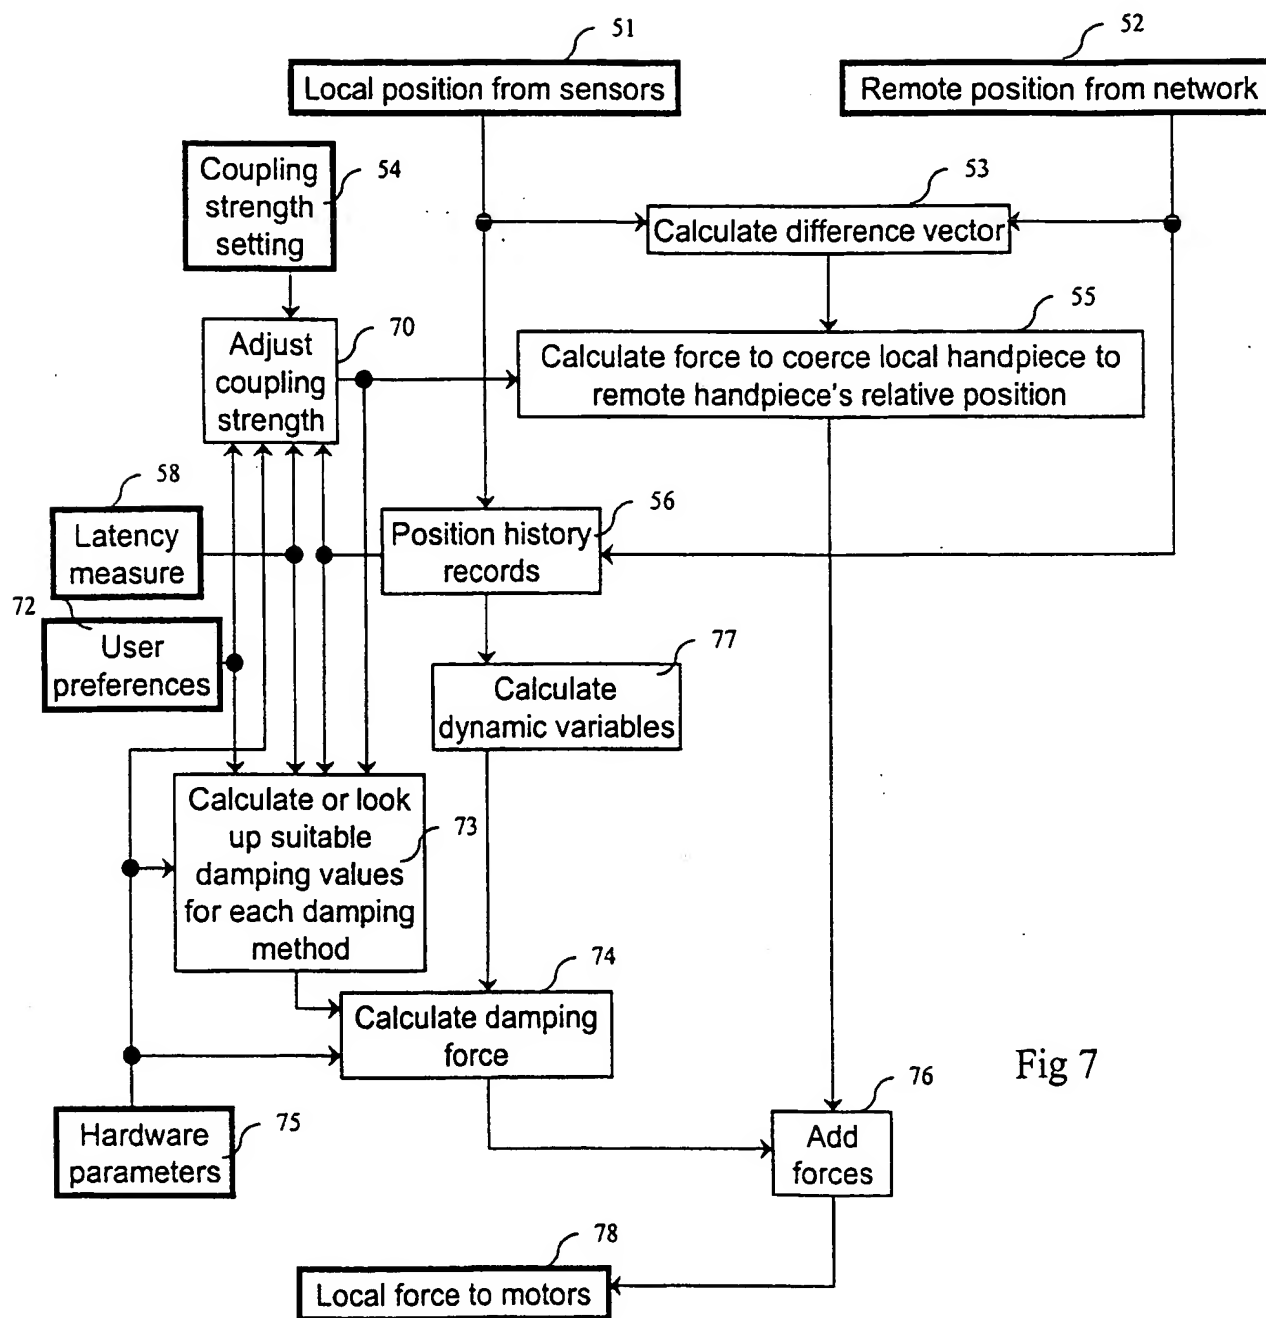 51
52
Local position from sensors
Remote position from network
Coupling
strength
setting
54
53
Calculate difference vector
55
Adjust
coupling
strength
70
Calculate force to coerce local handpiece to
remote handpiece's relative position
58
Latency
measure
Position history
records
56
72
User
preferences
77
Calculate
dynamic variables
Calculate or look
up suitable
damping values
for each damping
method
73
74
Calculate damping
force
Fig 7
76
Hardware
parameters
75
Add
forces
78
Local force to motors